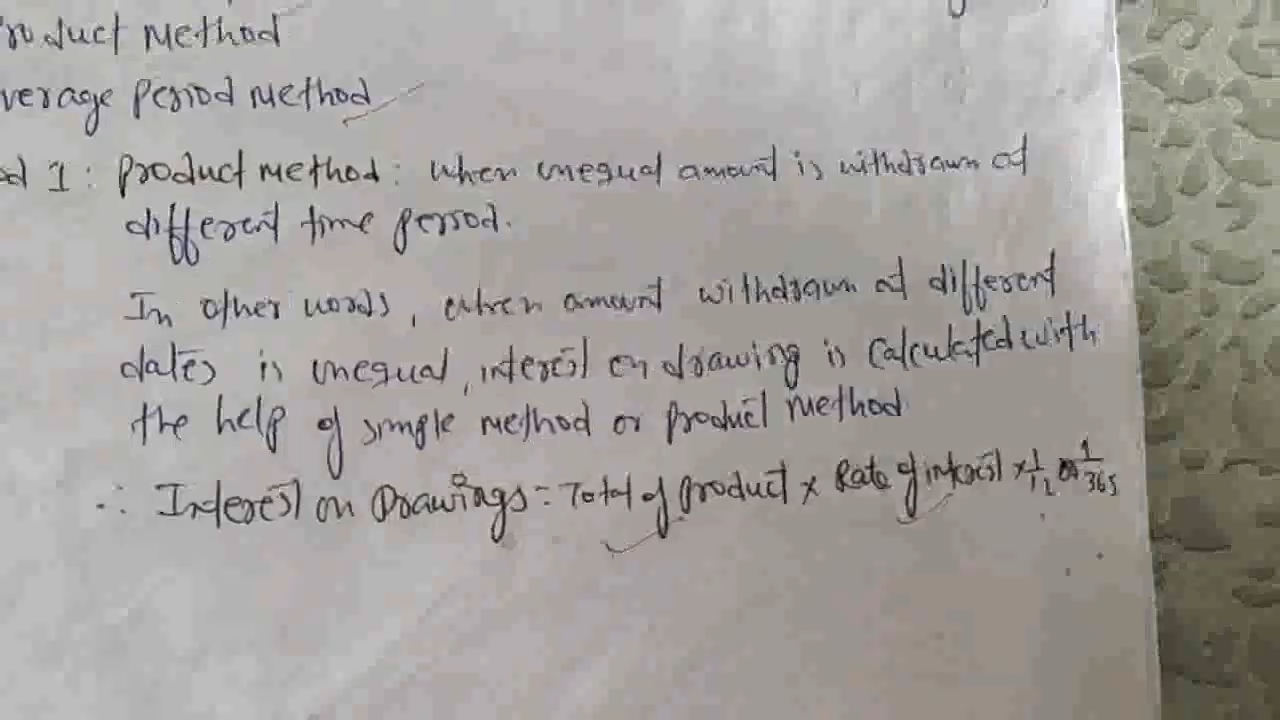 roduct Method
verage period method
od 1: product method: when unequal amount is withdrawn at
different time period.
In other words, when amount withdrawn at different
dates is unequal, interest on drawing is calculated with
the help of simple method or product method
∴ Interest on Drawings = Total of product × Rate of interest × 1/12 or 1/365